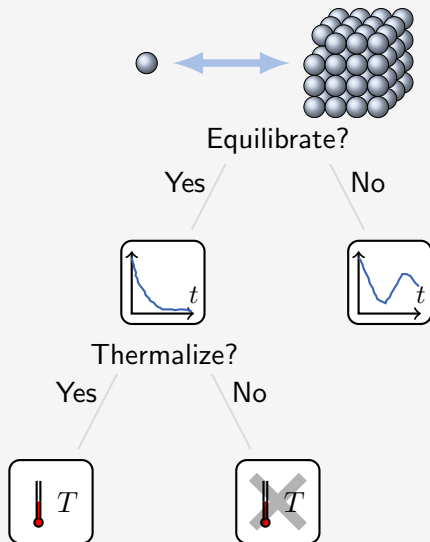 Equilibrate?
Yes
No
t
t
Thermalize?
Yes
No
T
T